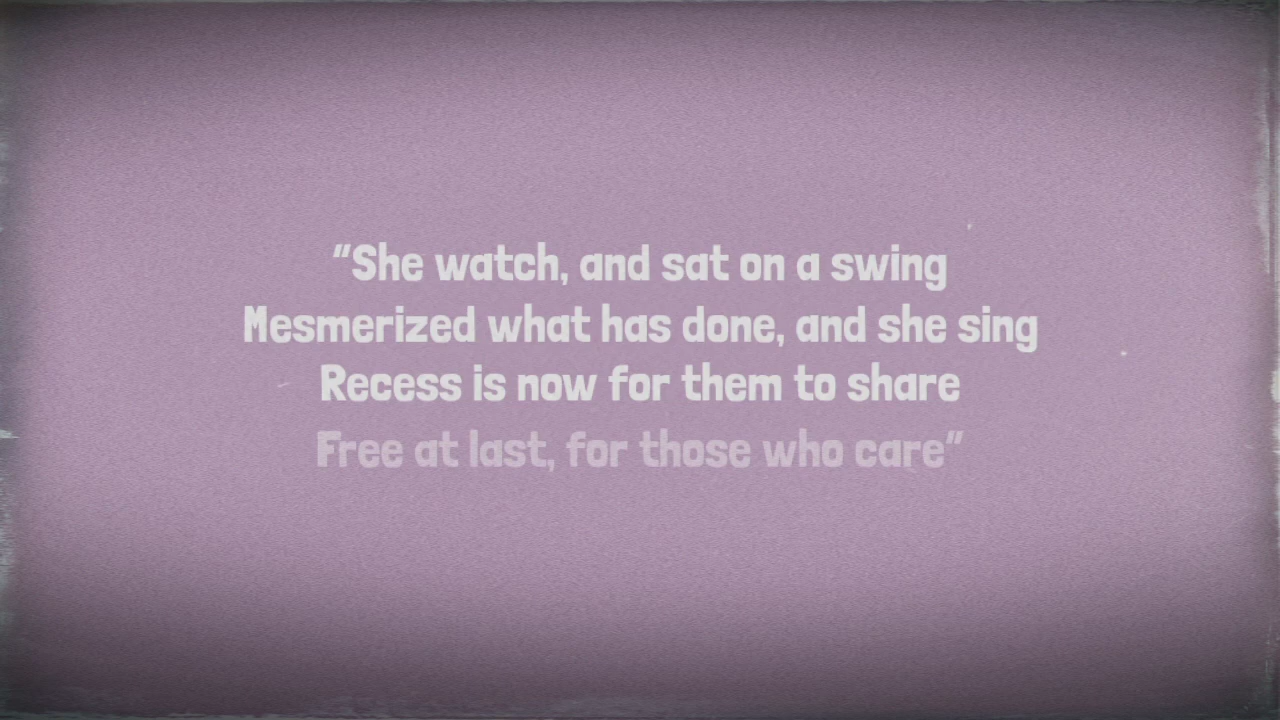 "She watch, and sat on a swing
Mesmerized what has done, and she sing
Recess is now for them to share
Free at last, for those who care"